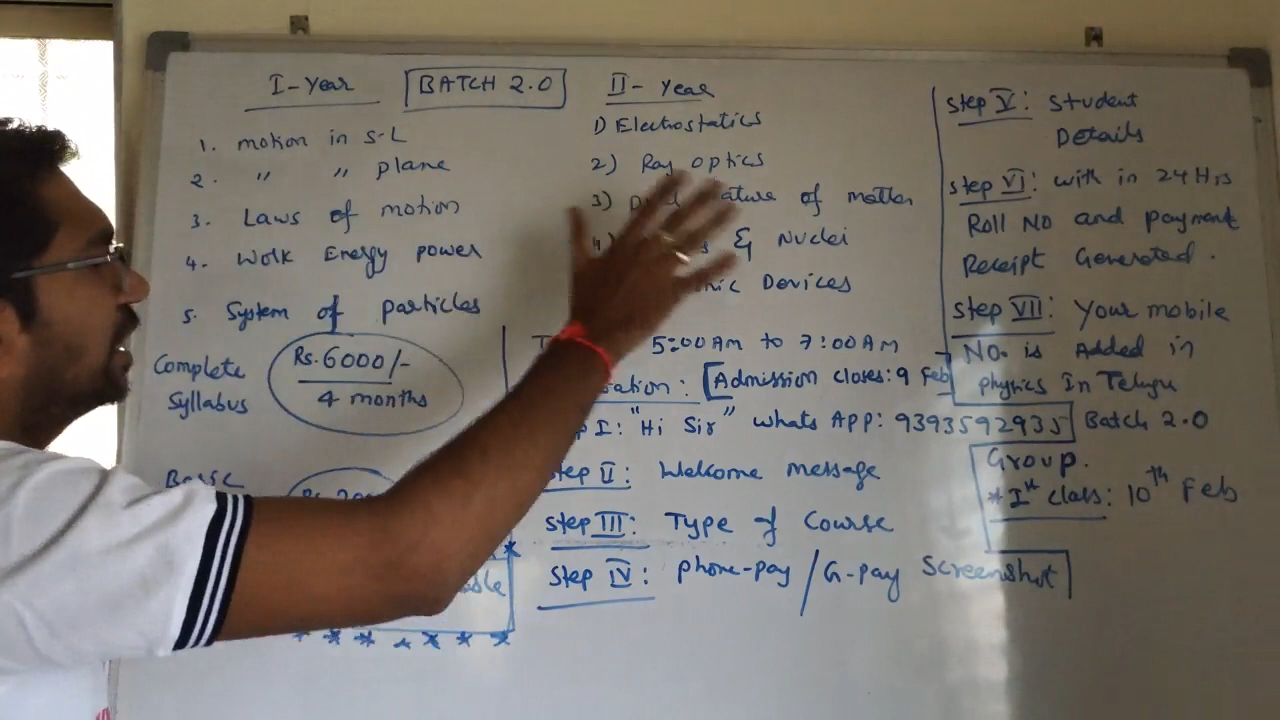 I-Year
BATCH 2.0
1. motion in S-L
2. " " plane
3. Laws of motion
4. Work Energy power
5. System of particles
Complete Syllabus
Rs. 6000/-
4 months
II- Year
1) Electrostatics
2) Ray optics
3) ature of matter
& Nuclei
Devices
5:00 AM to 7:00 AM
[Admission closes: 9 Feb
I: "Hi Sir" Whats App: 9393592935
Step II: Welcome message
Step III: Type of Course
Step IV: Phone-pay / G-pay Screenshot
Step V: Student
Details
Step VI: with in 24 Hrs
Roll NO and payment
Receipt Generated.
Step VII: Your mobile
NO. is Added in
physics In Telugu
Batch 2.0
Group.
* Ist class: 10th Feb